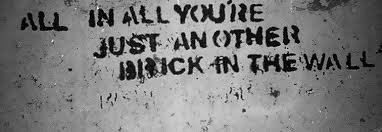 ALL IN ALL YOU'RE
JUST ANOTHER
BRICK IN THE WALL